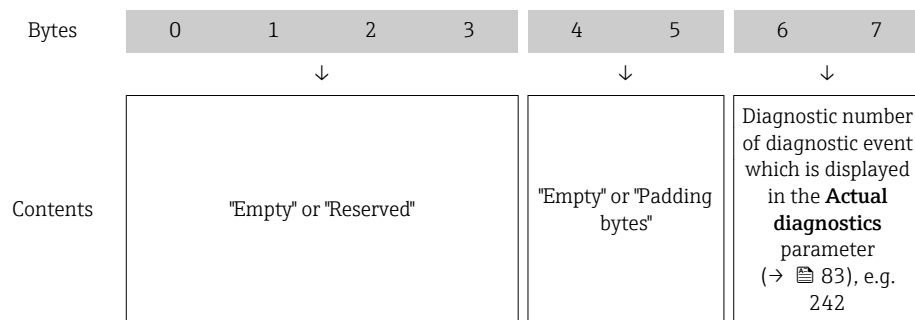 Bytes 0 1 2 3 4 5 6 7
↓ ↓ ↓
Contents
"Empty" or "Reserved"
"Empty" or "Padding
bytes"
Diagnostic number
of diagnostic event
which is displayed
in the Actual
diagnostics
parameter
(→ 83), e.g.
242